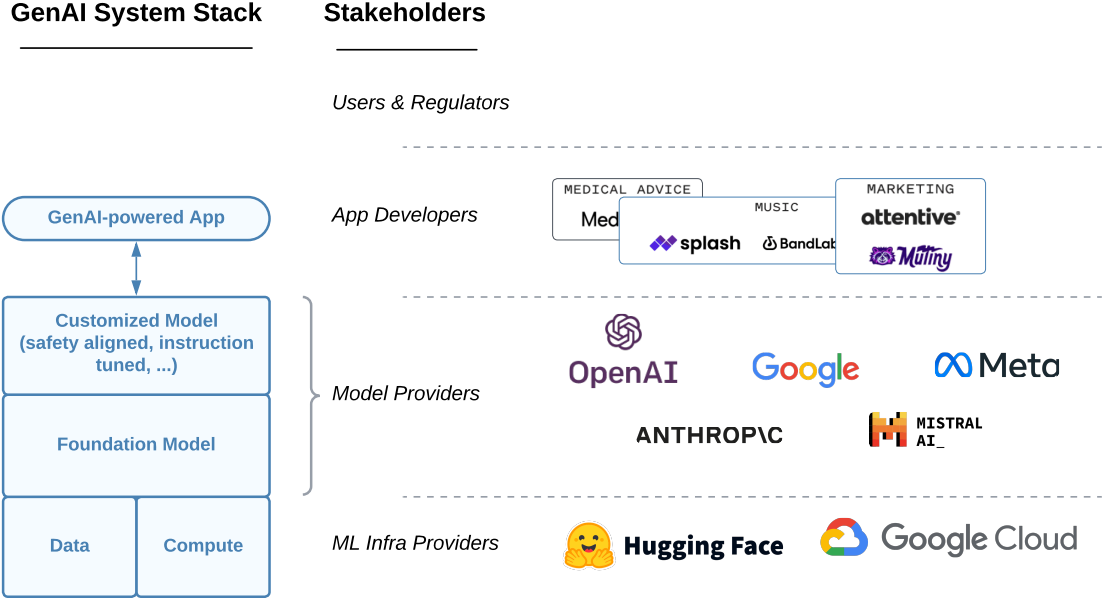 GenAI System Stack
Stakeholders
Users & Regulators
GenAI-powered App
App Developers
MEDICAL ADVICE
Med
MUSIC
splash
BandLab
MARKETING
attentive®
Mutiny
Customized Model
(safety aligned, instruction
tuned, ...)
Foundation Model
Model Providers
OpenAI
Google
Meta
ANTHROP\C
MISTRAL
AI_
Data
Compute
ML Infra Providers
Hugging Face
Google Cloud